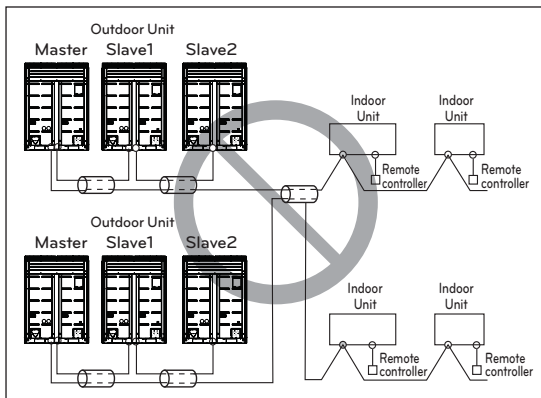 Outdoor Unit
Master Slave1 Slave2
Indoor
Unit
Indoor
Unit
Remote
controller
Remote
controller
Outdoor Unit
Master Slave1 Slave2
Indoor
Unit
Indoor
Unit
Remote
controller
Remote
controller